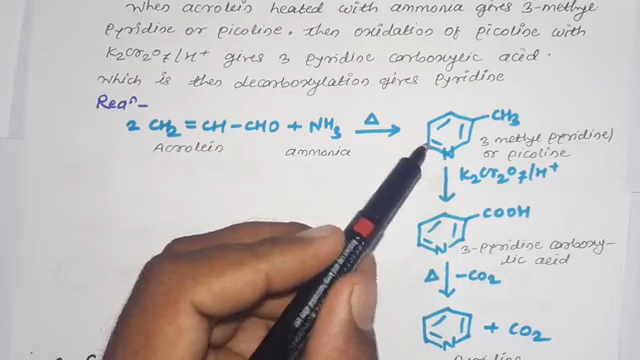 When acrolein heated with ammonia gives 3-methyl
pyridine or picoline. then oxidation of picoline with
K2Cr2O7/H+ gives 3 pyridine carboxylic acid.
which is then decarboxylation gives Pyridine
Reaⁿ-
2 CH2=CH-CHO + NH3 Δ
CH3
N
Acrolein
ammonia
3 methyl pyridine)
or picoline
K2Cr2O7/H+
COOH
N
3-pyridine carboxy-
lic acid
Δ -CO2
N + CO2